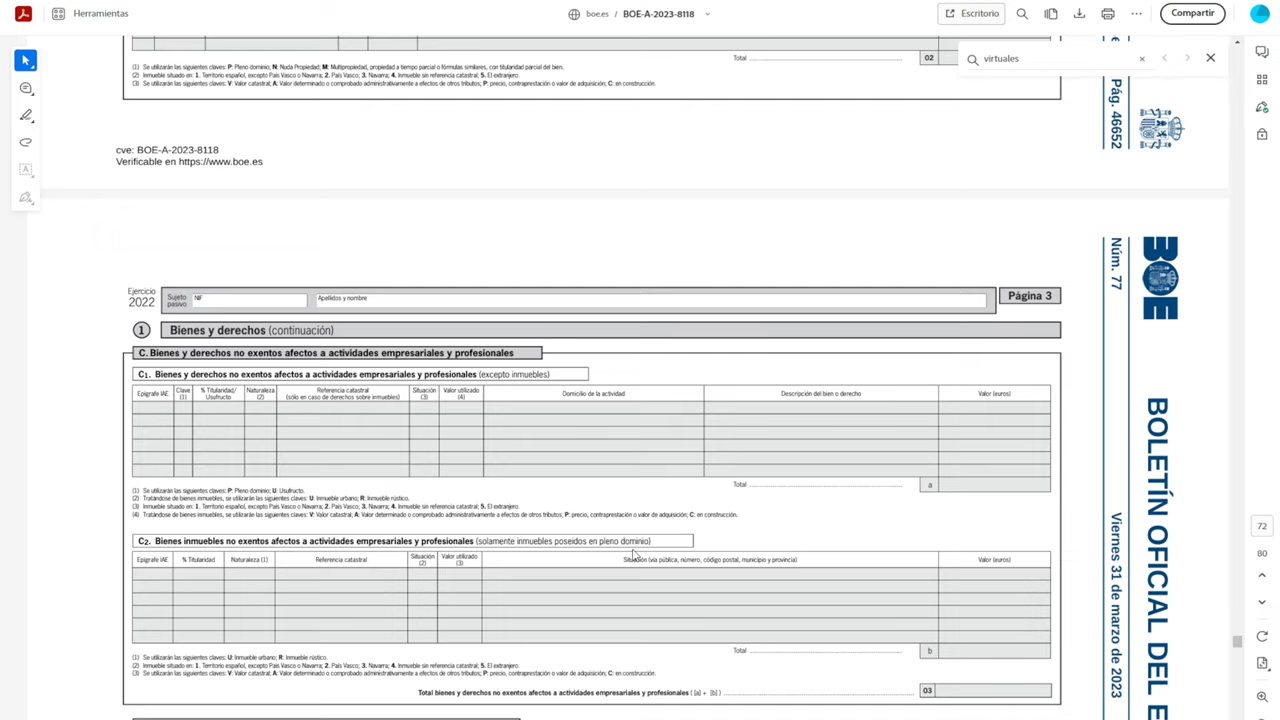 Herramientas
boe.es / BOE-A-2023-8118
Escritorio
Compartir
virtuales
Total
02
(1) Se utilizarán las siguientes claves: P: Pleno dominio; N: Nuda Propiedad; M: Multipropiedad, propiedad a tiempo parcial o fórmulas similares, con titularidad parcial del bien.
(2) Inmueble situado en: 1. Territorio español, excepto País Vasco o Navarra; 2. País Vasco; 3. Navarra; 4. Inmueble sin referencia catastral; 5. El extranjero.
(3) Se utilizarán las siguientes claves: V: Valor catastral; A: Valor determinado o comprobado administrativamente a efectos de otros tributos; P: precio, contraprestación o valor de adquisición; C: en construcción.
Pág. 46652
cve: BOE-A-2023-8118
Verificable en https://www.boe.es
BOE
Núm. 77
Ejercicio
2022
Sujeto
pasivo
NIF
Apellidos y nombre
Página 3
1
Bienes y derechos (continuación)
C. Bienes y derechos no exentos afectos a actividades empresariales y profesionales
C1. Bienes y derechos no exentos afectos a actividades empresariales y profesionales (excepto inmuebles)
Epígrafe IAE
Clave
(1)
% Titularidad/
Usufructo
Naturaleza
(2)
Referencia catastral
(sólo en caso de derechos sobre inmuebles)
Situación
(3)
Valor utilizado
(4)
Domicilio de la actividad
Descripción del bien o derecho
Valor (euros)
Total
a
(1) Se utilizarán las siguientes claves: P: Pleno dominio; U: Usufructo.
(2) Tratándose de bienes inmuebles, se utilizarán las siguientes claves: U: Inmueble urbano; R: Inmueble rústico.
(3) Inmueble situado en: 1. Territorio español, excepto País Vasco o Navarra; 2. País Vasco; 3. Navarra; 4. Inmueble sin referencia catastral; 5. El extranjero.
(4) Tratándose de bienes inmuebles, se utilizarán las siguientes claves: V: Valor catastral; A: Valor determinado o comprobado administrativamente a efectos de otros tributos; P: precio, contraprestación o valor de adquisición; C: en construcción.
C2. Bienes inmuebles no exentos afectos a actividades empresariales y profesionales (solamente inmuebles poseidos en pleno dominio)
Epígrafe IAE
% Titularidad
Naturaleza (1)
Referencia catastral
Situación
(2)
Valor utilizado
(3)
Situación (vía pública, número, código postal, municipio y provincia)
Valor (euros)
Total
b
(1) Se utilizarán las siguientes claves: U: Inmueble urbano; R: Inmueble rústico.
(2) Inmueble situado en: 1. Territorio español, excepto País Vasco o Navarra; 2. País Vasco; 3. Navarra; 4. Inmueble sin referencia catastral; 5. El extranjero.
(3) Se utilizarán las siguientes claves: V: Valor catastral; A: Valor determinado o comprobado administrativamente a efectos de otros tributos; P: precio, contraprestación o valor de adquisición; C: en construcción.
Total bienes y derechos no exentos afectos a actividades empresariales y profesionales ( [a] + [b] )
03
BOLETÍN OFICIAL DEL E
Viernes 31 de marzo de 2023
72
80